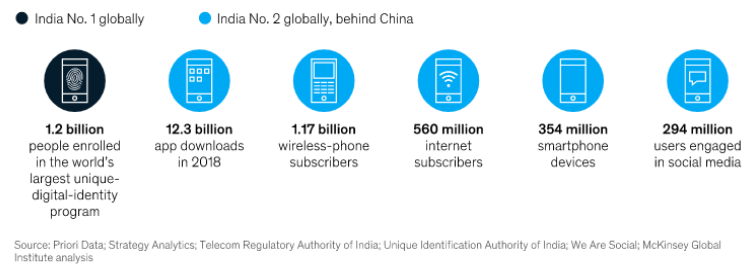 India No. 1 globally
India No. 2 globally, behind China
1.2 billion
people enrolled
in the world's
largest unique-
digital-identity
program
12.3 billion
app downloads
in 2018
1.17 billion
wireless-phone
subscribers
560 million
internet
subscribers
354 million
smartphone
devices
294 million
users engaged
in social media
Source: Priori Data; Strategy Analytics; Telecom Regulatory Authority of India; Unique Identification Authority of India; We Are Social; McKinsey Global
Institute analysis